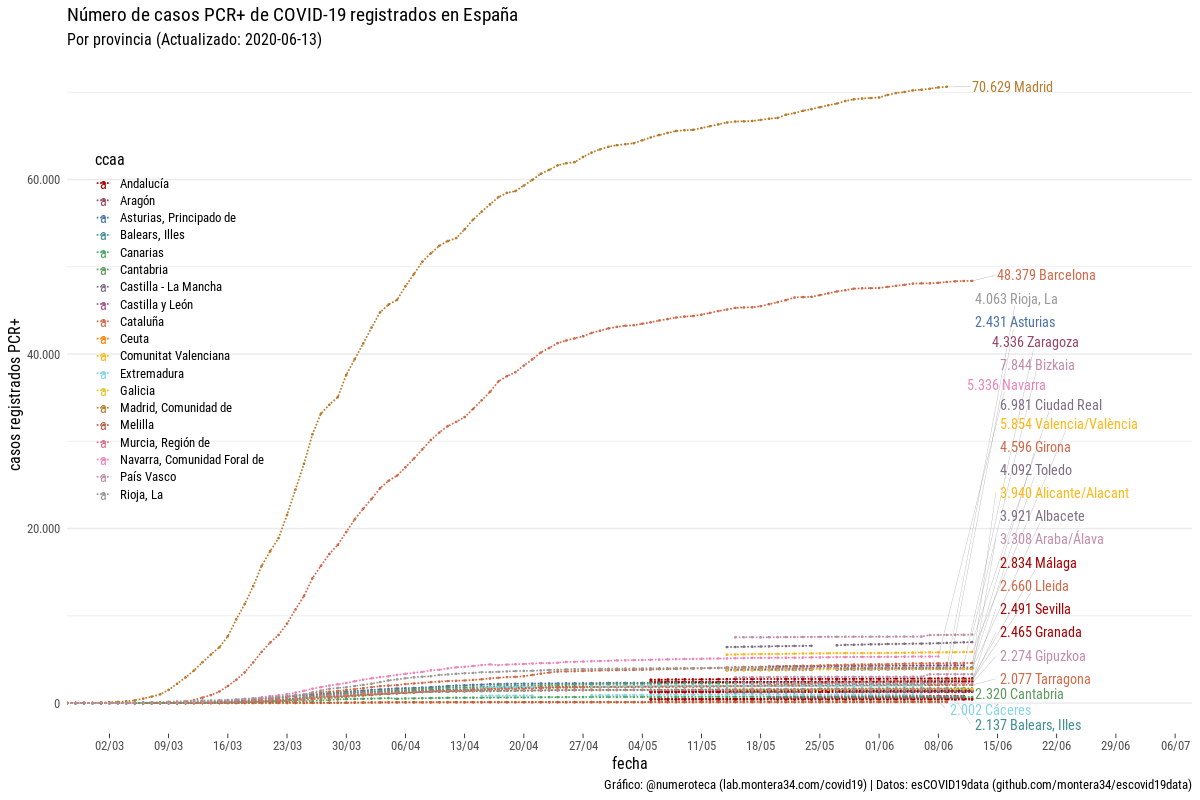 Número de casos PCR+ de COVID-19 registrados en España
Por provincia (Actualizado: 2020-06-13)
70.629 Madrid
ccaa
Andalucía
Aragón
Asturias, Principado de
Balears, Illes
Canarias
Cantabria
Castilla - La Mancha
Castilla y León
Cataluña
Ceuta
Comunitat Valenciana
Extremadura
Galicia
Madrid, Comunidad de
Melilla
Murcia, Región de
Navarra, Comunidad Foral de
País Vasco
Rioja, La
casos registrados PCR+
60.000
40.000
20.000
0
48.379 Barcelona
4.063 Rioja, La
2.431 Asturias
4.336 Zaragoza
7.844 Bizkaia
5.336 Navarra
6.981 Ciudad Real
5.854 Valencia/València
4.596 Girona
4.092 Toledo
3.940 Alicante/Alacant
3.921 Albacete
3.308 Araba/Álava
2.834 Málaga
2.660 Lleida
2.491 Sevilla
2.465 Granada
2.274 Gipuzkoa
2.077 Tarragona
2.320 Cantabria
2.002 Cáceres
2.137 Balears, Illes
02/03 09/03 16/03 23/03 30/03 06/04 13/04 20/04 27/04 04/05 11/05 18/05 25/05 01/06 08/06 15/06 22/06 29/06 06/07
fecha
Gráfico: @numeroteca (lab.montera34.com/covid19) | Datos: esCOVID19data (github.com/montera34/escovid19data)